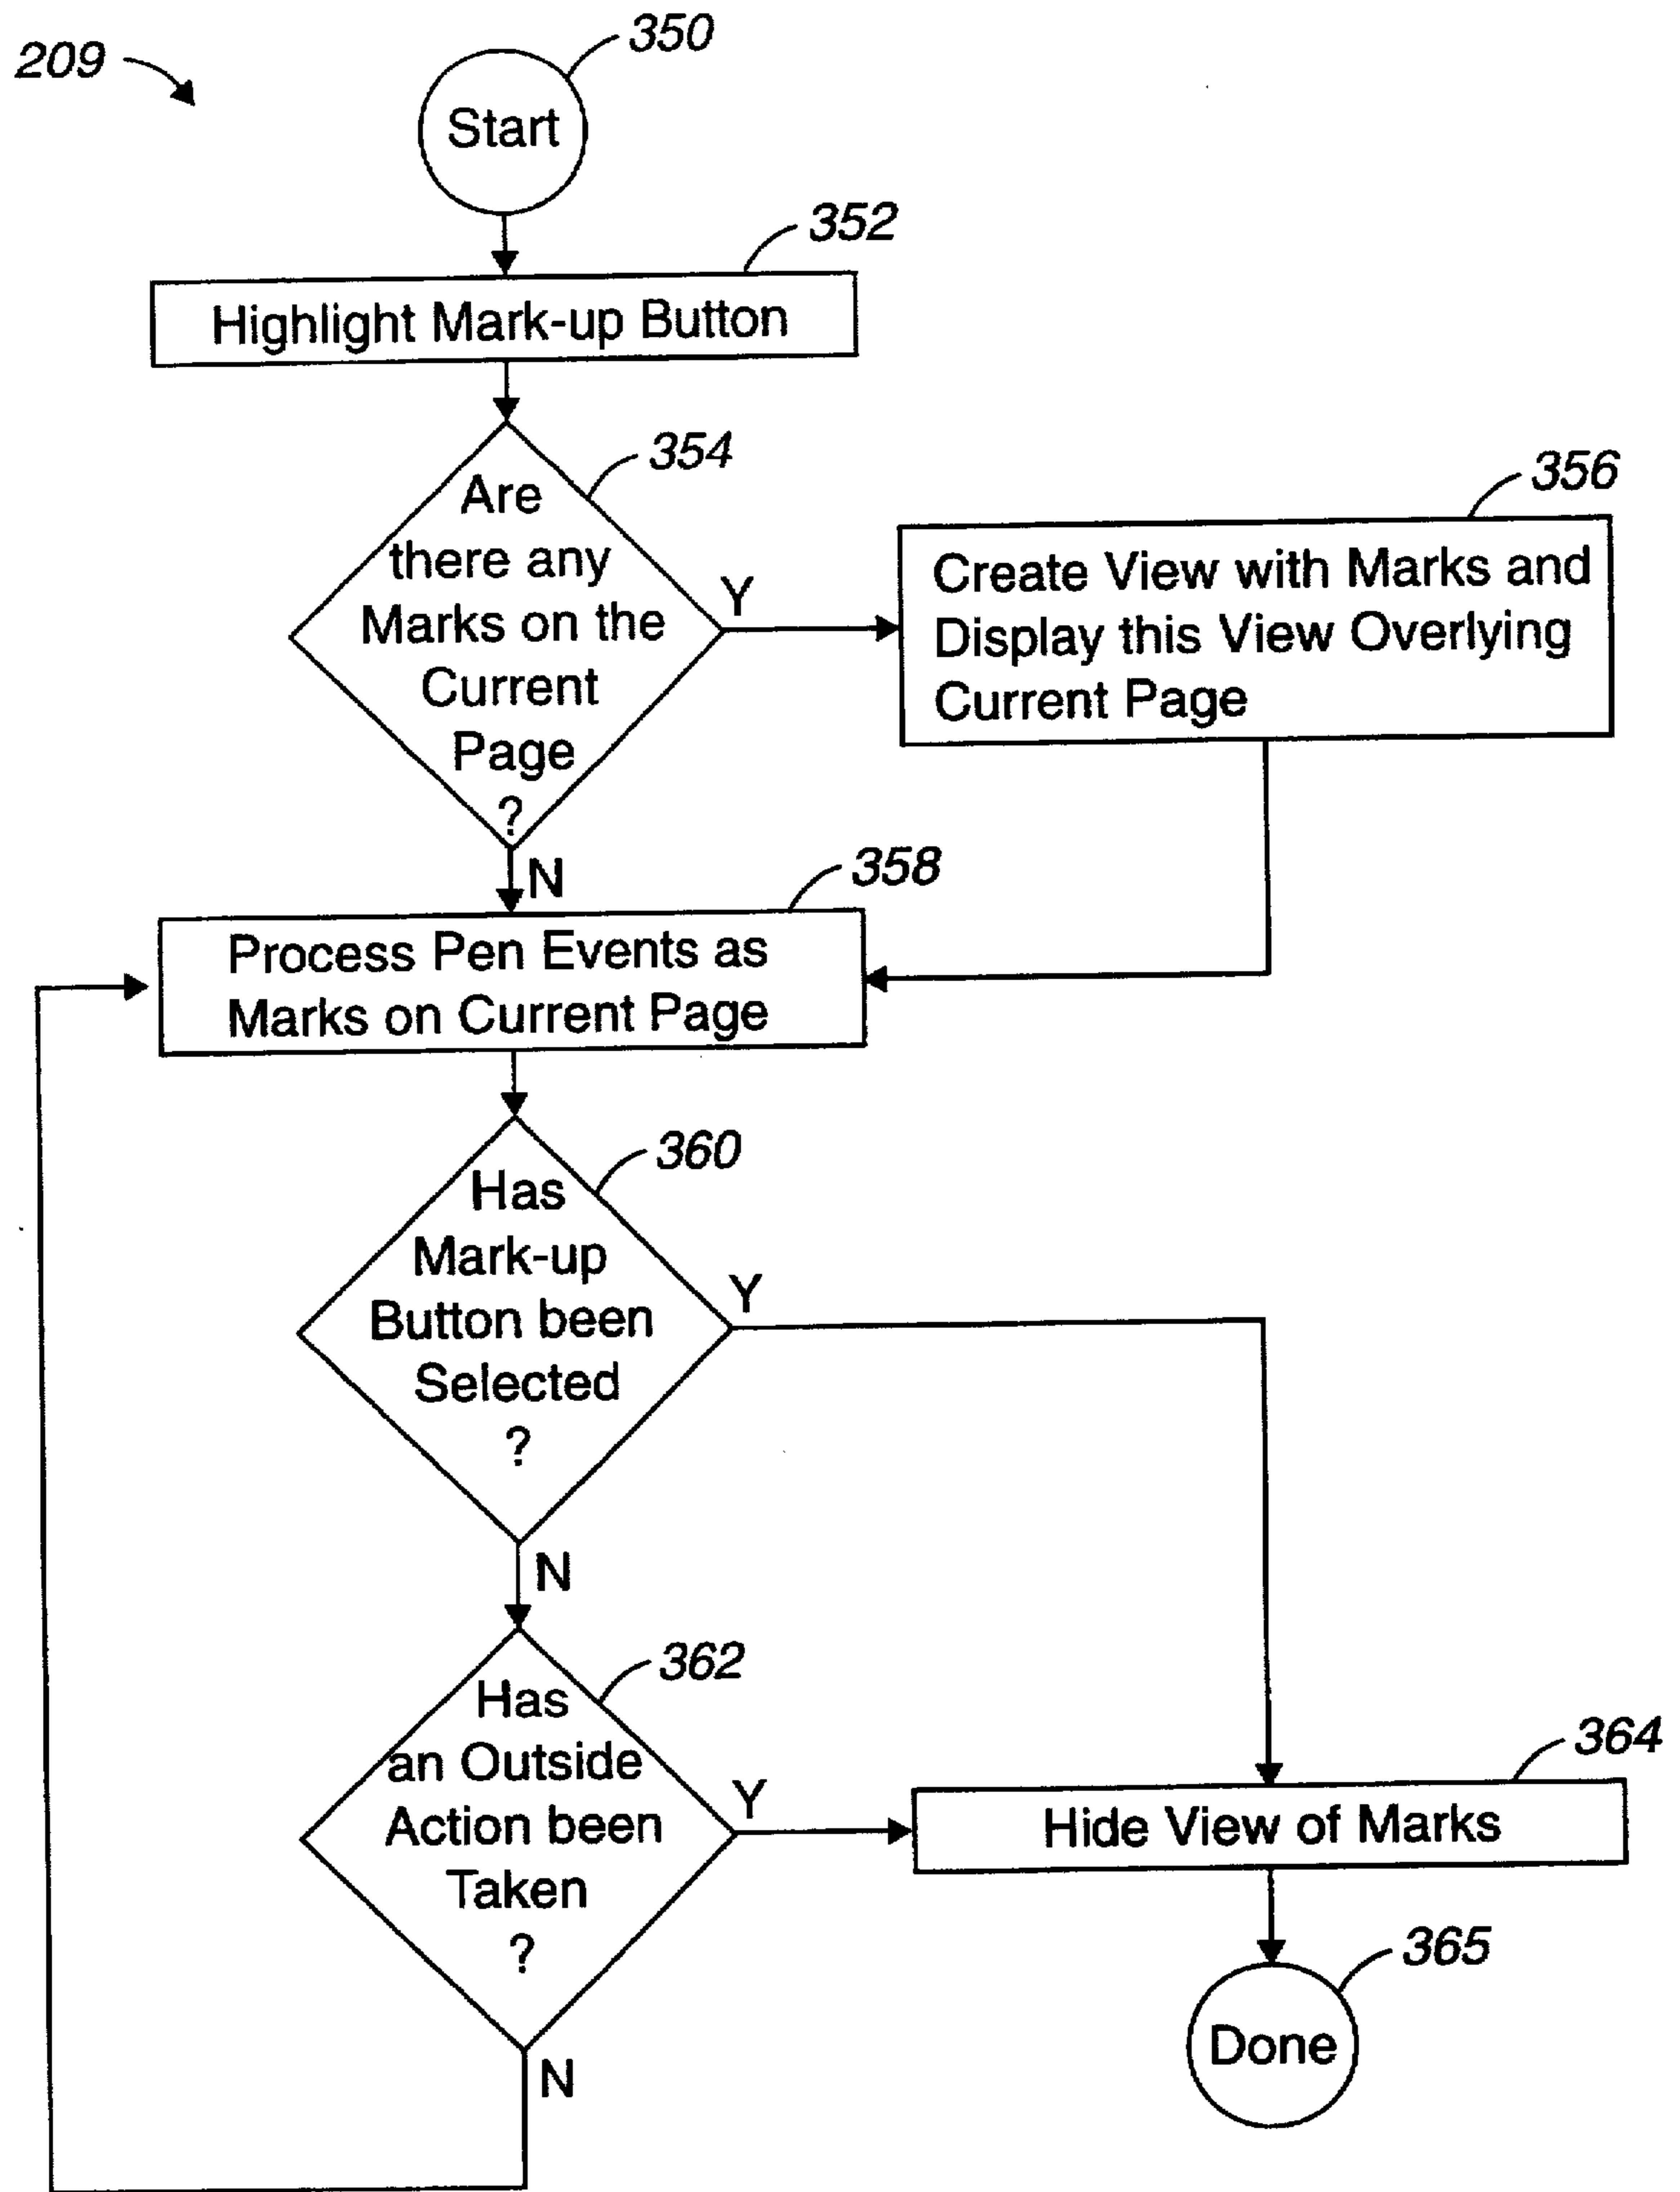 350
209
Start
352
Highlight Mark-up Button
354
Are
there any
Marks on the
Current
Page
?
Y
N
356
Create View with Marks and
Display this View Overlying
Current Page
358
Process Pen Events as
Marks on Current Page
360
Has
Mark-up
Button been
Selected
?
Y
N
362
Has
an Outside
Action been
Taken
?
Y
N
364
Hide View of Marks
365
Done